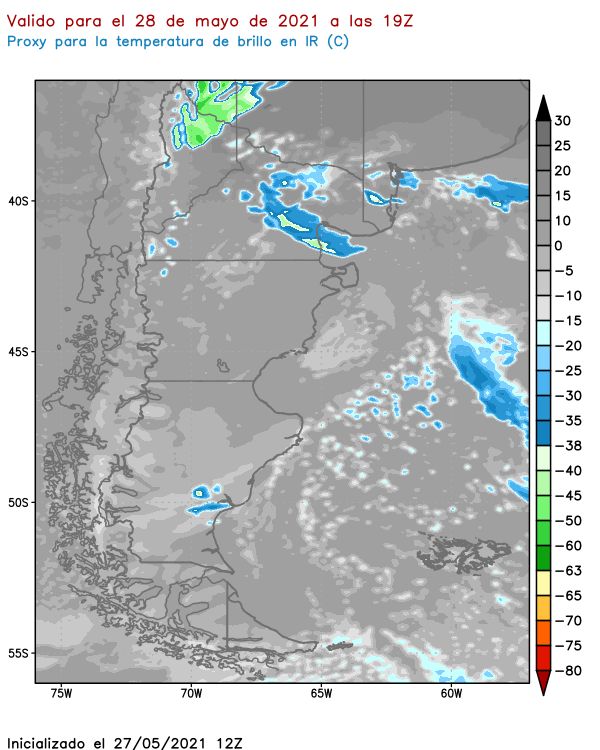 Valido para el 28 de mayo de 2021 a las 19Z
Proxy para la temperatura de brillo en IR (C)
30
25
20
15
10
0
−5
−10
−15
−20
−25
−30
−35
−38
−40
−45
−50
−60
−63
−65
−70
−75
−80
40S
45S
50S
55S
75W
70W
65W
60W
Inicializado el 27/05/2021 12Z